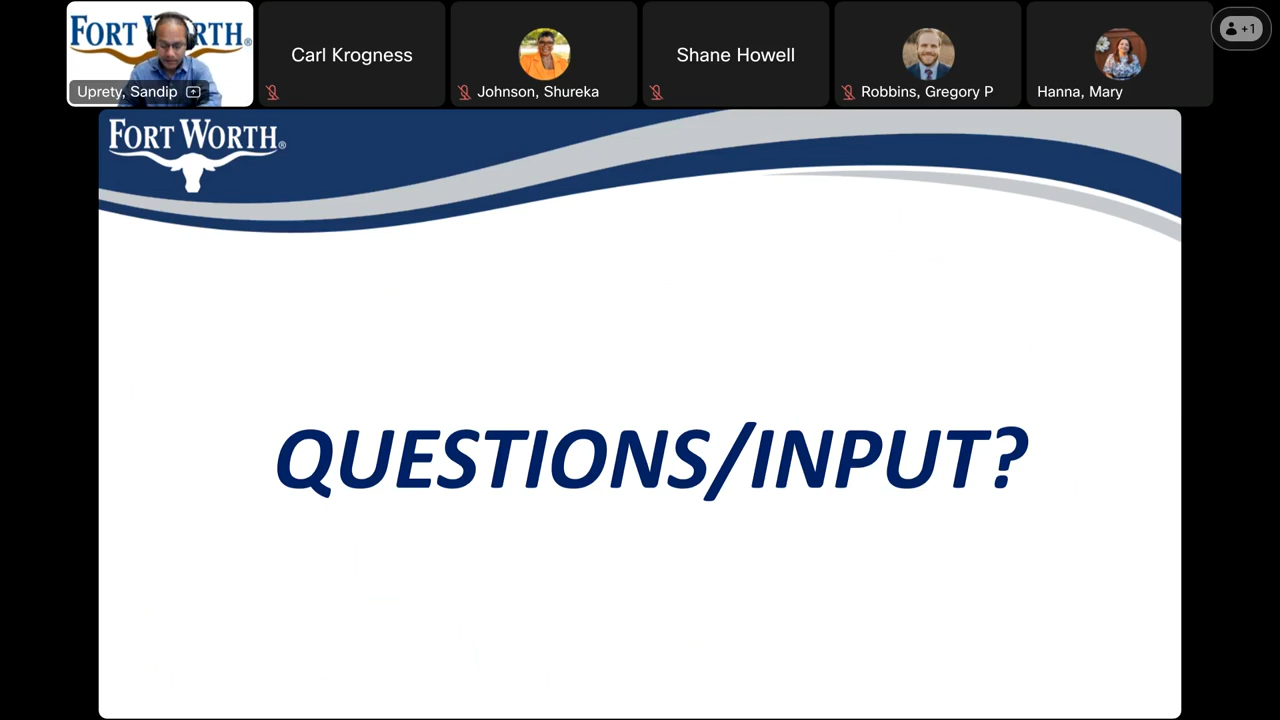 FORT WORTH®
Uprety, Sandip
Carl Krogness
Johnson, Shureka
Shane Howell
Robbins, Gregory P
Hanna, Mary
+1
FORT WORTH®
QUESTIONS/INPUT?